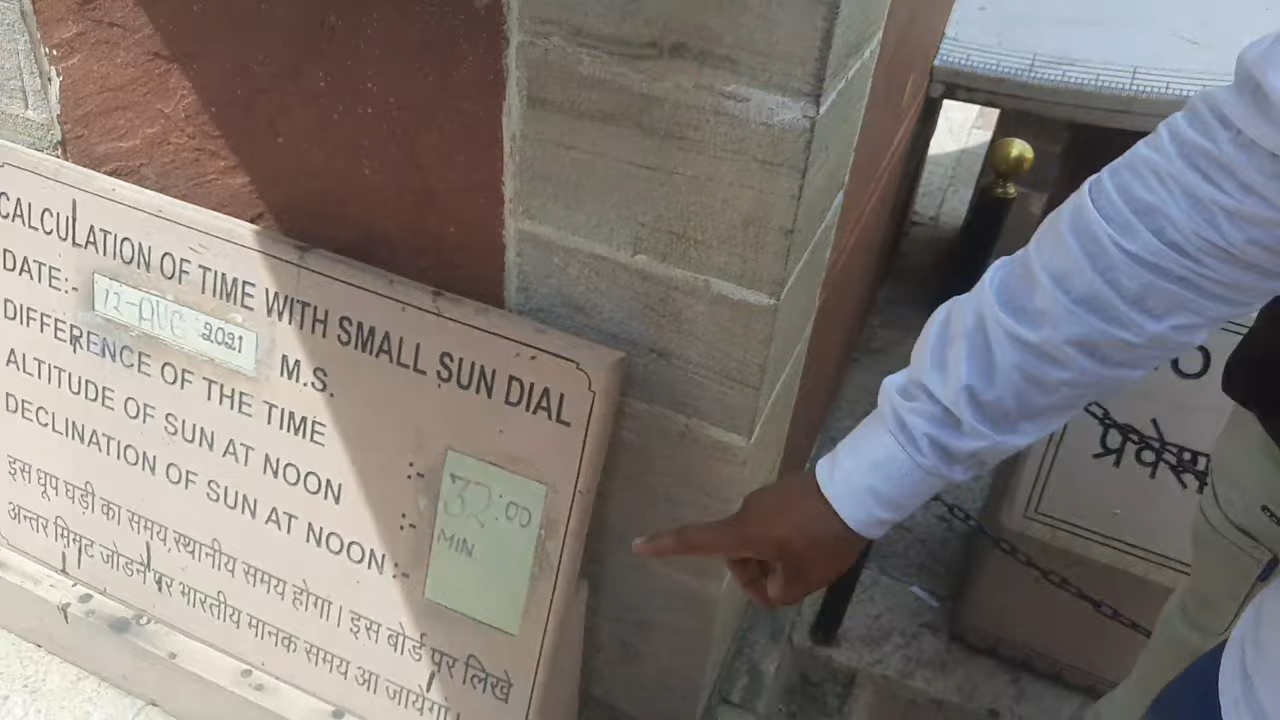 CALCULATION OF TIME WITH SMALL SUN DIAL
DATE:- 12-AUG 2021 M.S.
DIFFERENCE OF THE TIME :- 32:00
ALTITUDE OF SUN AT NOON :- MIN.
DECLINATION OF SUN AT NOON :-
इस धूप घड़ी का समय, स्थानीय समय होगा। इस बोर्ड पर लिखे
अन्तर मिनट जोड़ने पर भारतीय मानक समय आ जायेगा।